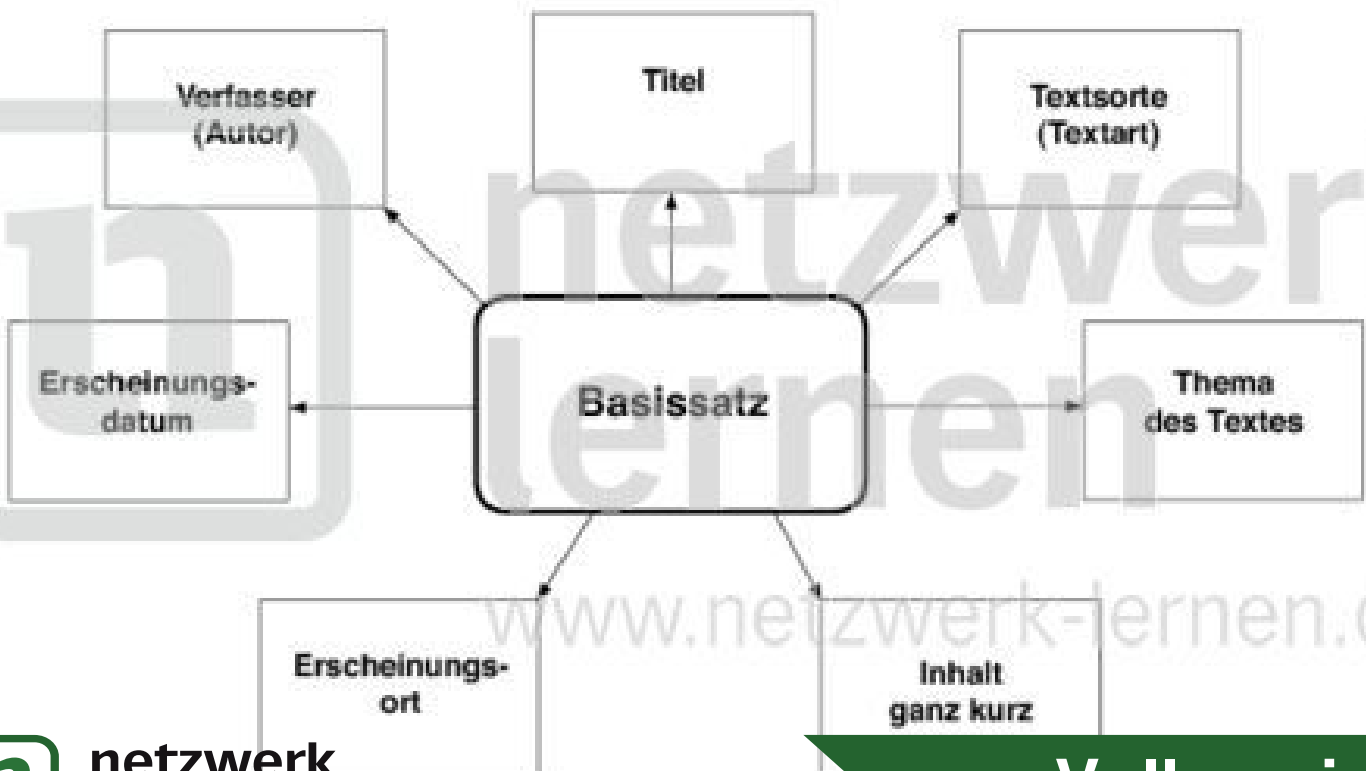 Titel
Verfasser
(Autor)
Textsorte
(Textart)
netzwer
lernen
Erscheinungs-
datum
Basissatz
Thema
des Textes
www.netzwerk-lernen.
Erscheinungs-
ort
Inhalt
ganz kurz
n
netzwerk